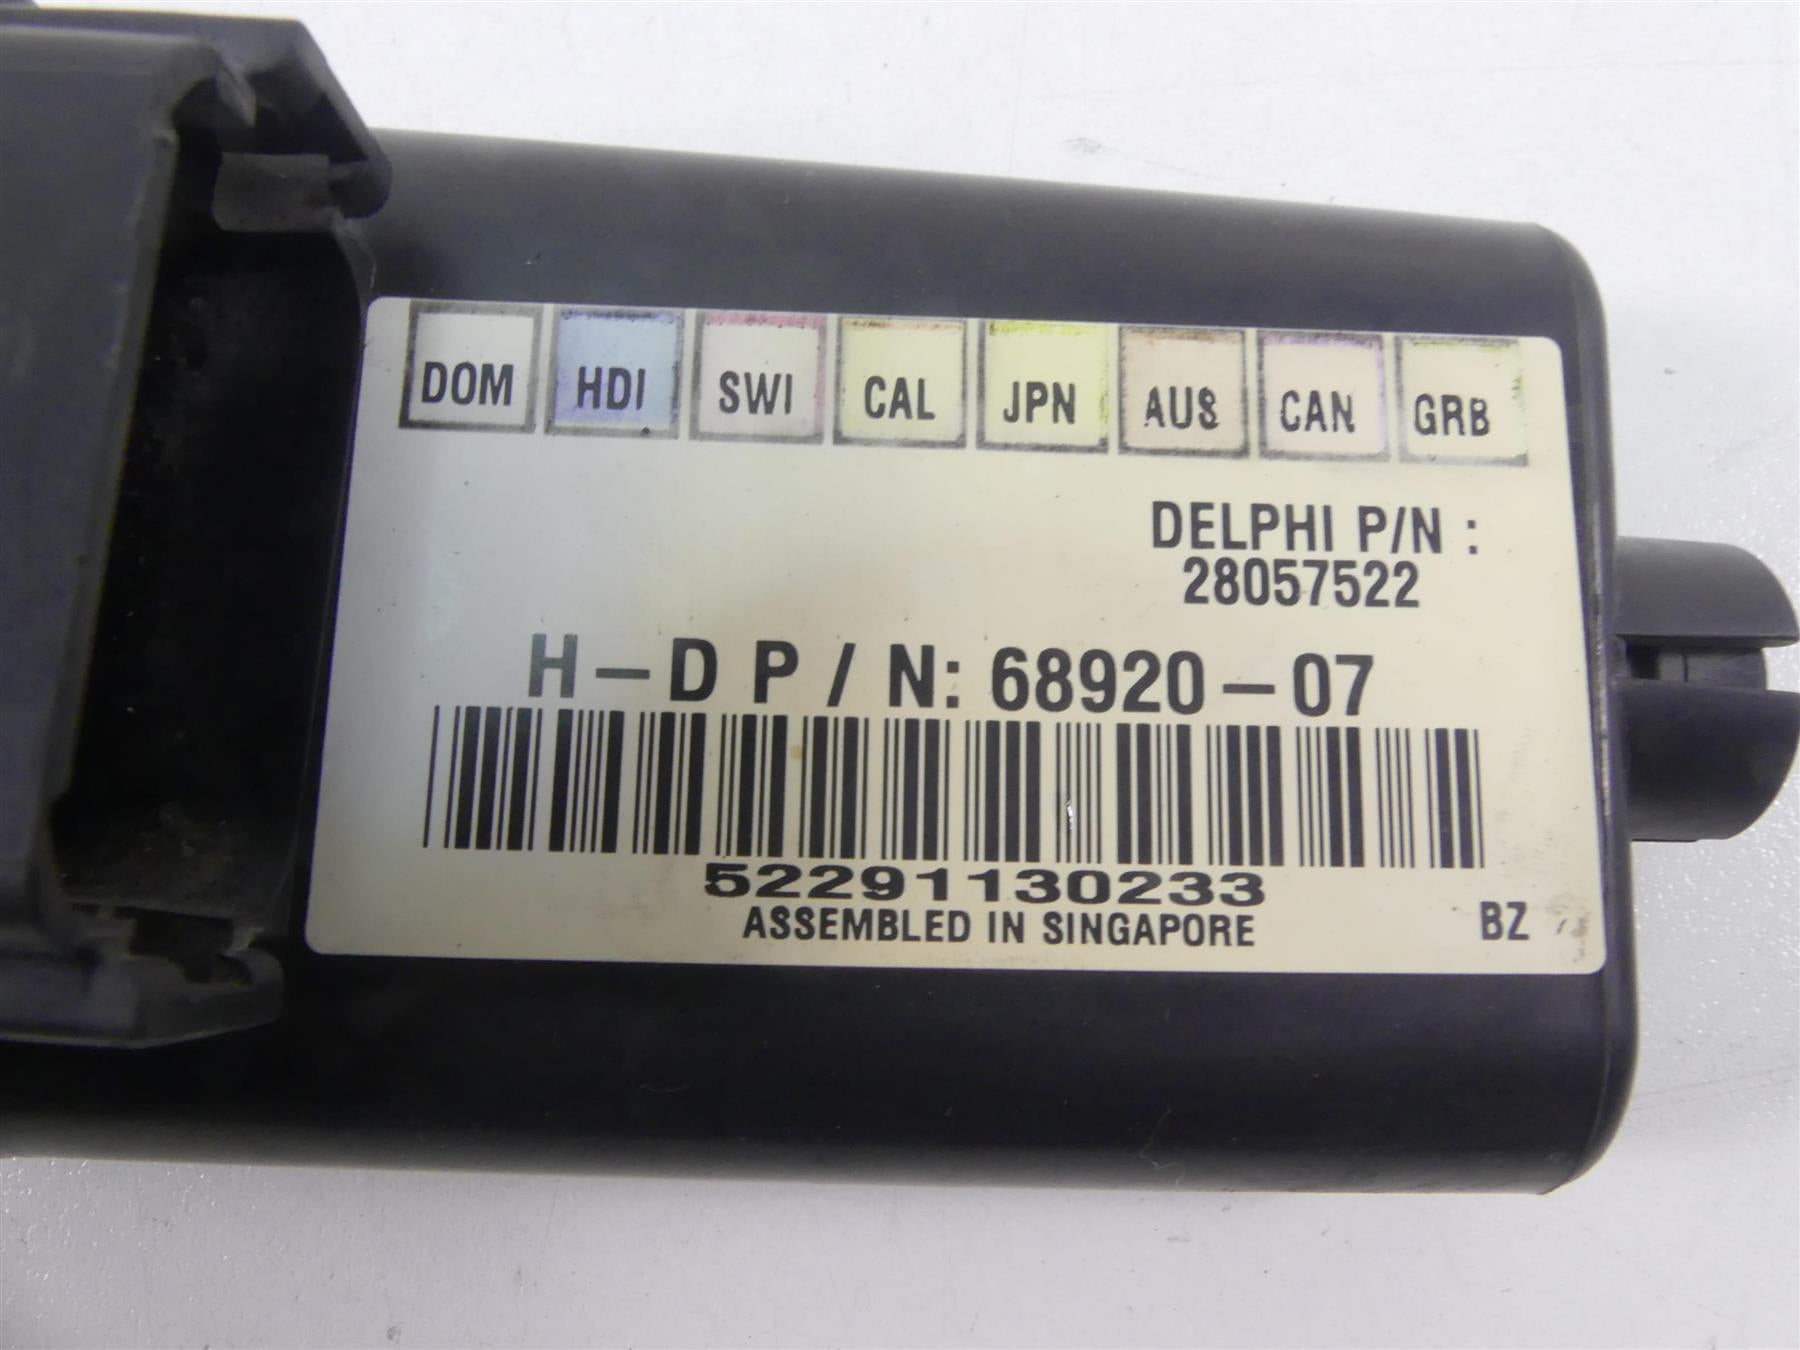 DOM HDI SWI CAL JPN AUS CAN GRB
DELPHI P/N :
28057522
H-D P/N: 68920-07
52291130233
ASSEMBLED IN SINGAPORE BZ